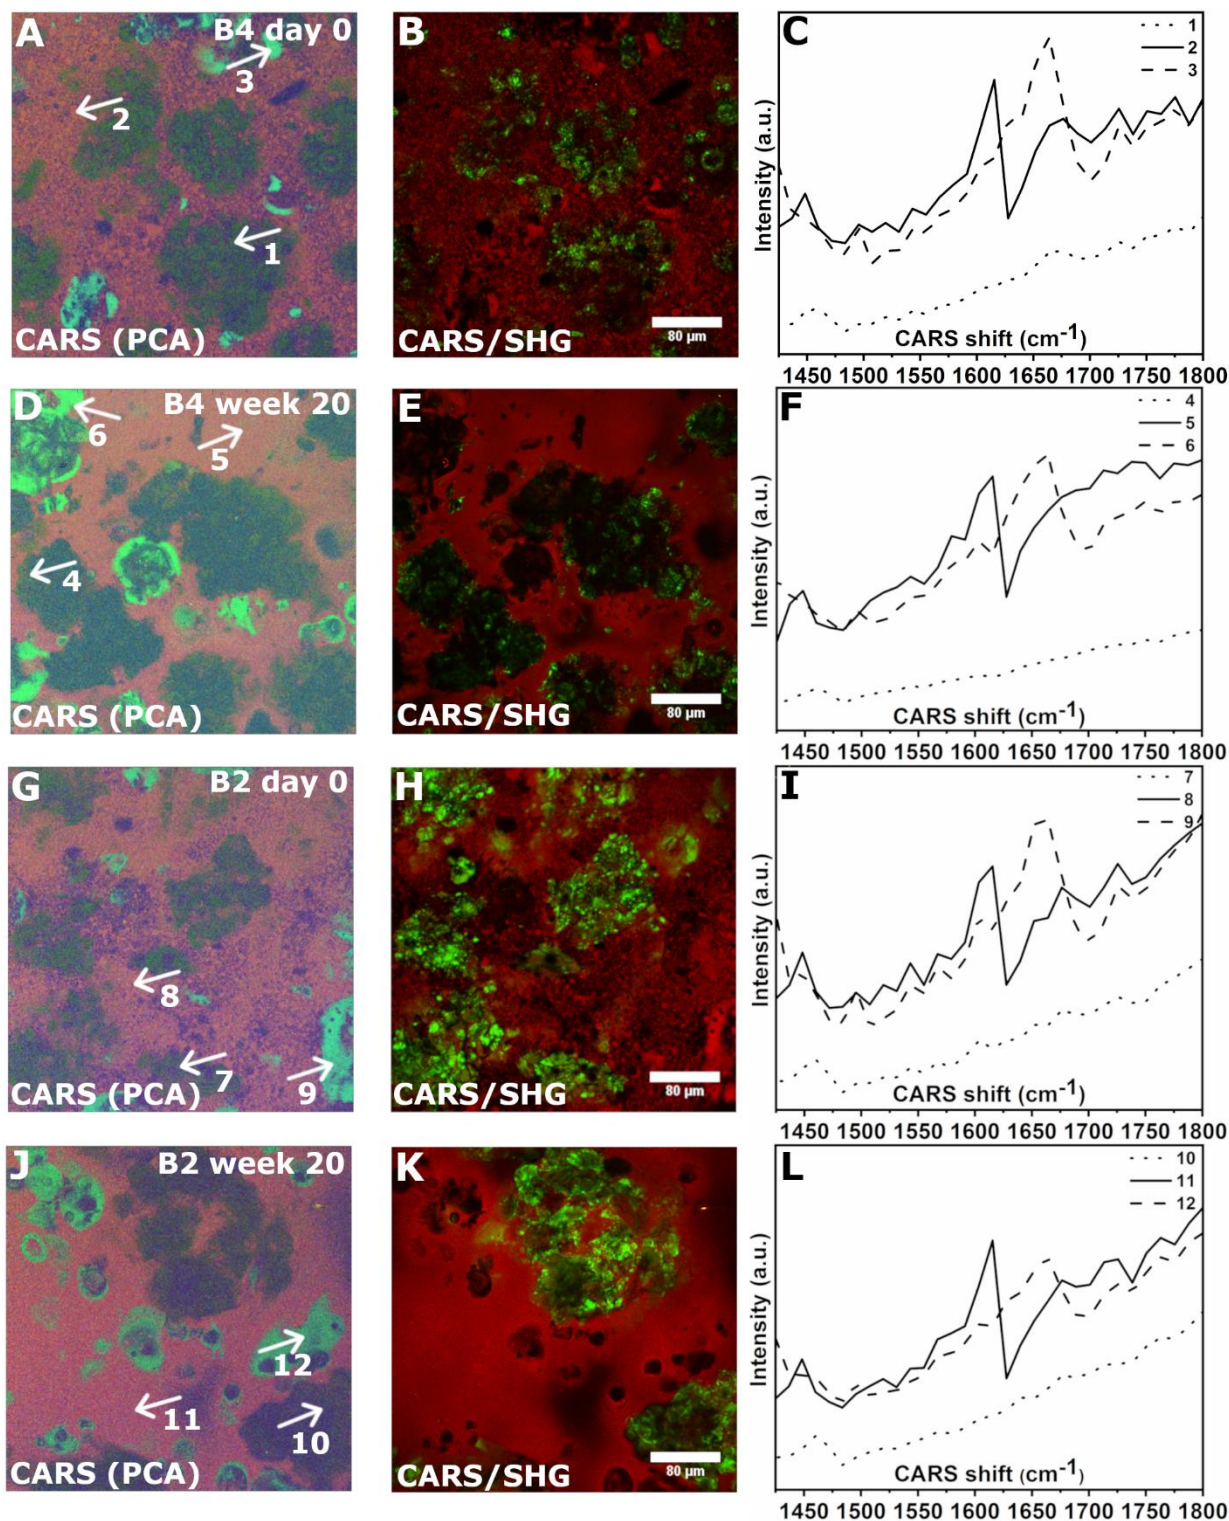 A
B4 day 0
3
2
1
CARS (PCA)
B
80 µm
CARS/SHG
C
1
2
3
Intensity (a.u.)
CARS shift (cm-1)
1450 1500 1550 1600 1650 1700 1750 1800
D
B4 week 20
6
5
4
CARS (PCA)
E
80 µm
CARS/SHG
F
4
5
6
Intensity (a.u.)
CARS shift (cm-1)
1450 1500 1550 1600 1650 1700 1750 1800
G
B2 day 0
8
7
9
CARS (PCA)
H
80 µm
CARS/SHG
I
7
8
9
Intensity (a.u.)
CARS shift (cm-1)
1450 1500 1550 1600 1650 1700 1750 1800
J
B2 week 20
12
11
10
CARS (PCA)
K
80 µm
CARS/SHG
L
10
11
12
Intensity (a.u.)
CARS shift (cm-1)
1450 1500 1550 1600 1650 1700 1750 1800